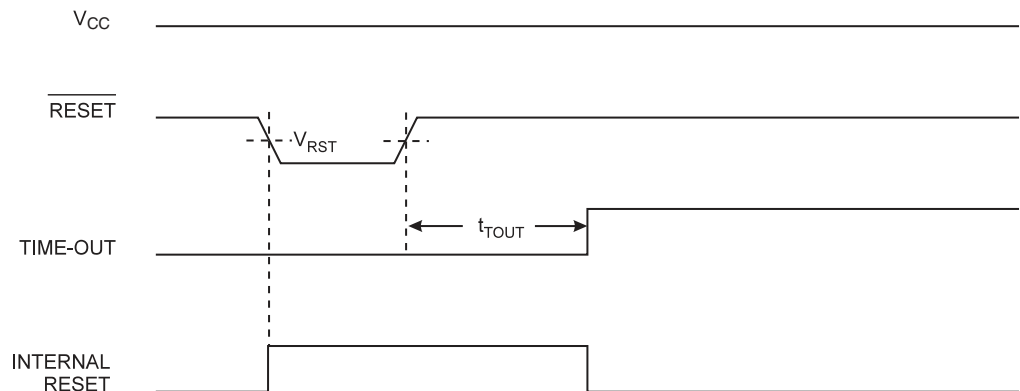 VCC
RESET
VRST
tTOUT
TIME-OUT
INTERNAL
RESET